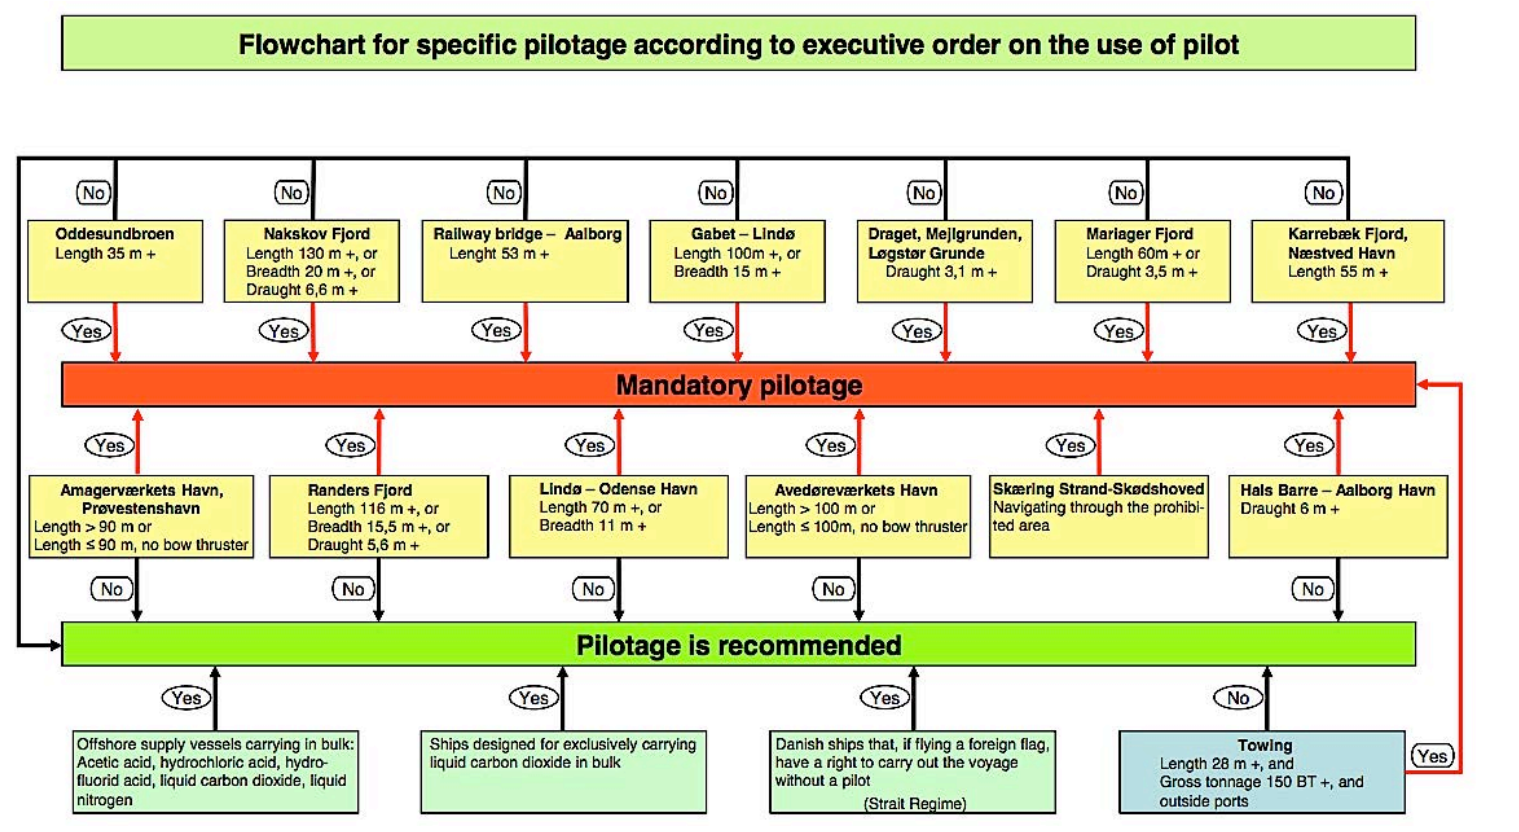 Flowchart for specific pilotage according to executive order on the use of pilot
No
No
No
No
No
No
No
Oddesundbroen
Length 35 m +
Nakskov Fjord
Length 130 m +, or
Breadth 20 m +, or
Draught 6,6 m +
Railway bridge – Aalborg
Lenght 53 m +
Gabet – Lindø
Length 100m +, or
Breadth 15 m +
Draget, Mejlgrunden,
Løgstør Grunde
Draught 3,1 m +
Mariager Fjord
Length 60m + or
Draught 3,5 m +
Karrebæk Fjord,
Næstved Havn
Length 55 m +
Yes
Yes
Yes
Yes
Yes
Yes
Yes
Mandatory pilotage
Yes
Yes
Yes
Yes
Yes
Yes
Amagerværkets Havn,
Prøvestenshavn
Length > 90 m or
Length ≤ 90 m, no bow thruster
Randers Fjord
Length 116 m +, or
Breadth 15,5 m +, or
Draught 5,6 m +
Lindø – Odense Havn
Length 70 m +, or
Breadth 11 m +
Avedøreværkets Havn
Length > 100 m or
Length ≤ 100m, no bow thruster
Skæring Strand-Skødshoved
Navigating through the prohibi-
ted area
Hals Barre – Aalborg Havn
Draught 6 m +
No
No
No
No
No
Pilotage is recommended
Yes
Yes
Yes
No
Offshore supply vessels carrying in bulk:
Acetic acid, hydrochloric acid, hydro-
fluorid acid, liquid carbon dioxide, liquid
nitrogen
Ships designed for exclusively carrying
liquid carbon dioxide in bulk
Danish ships that, if flying a foreign flag,
have a right to carry out the voyage
without a pilot
(Strait Regime)
Towing
Length 28 m +, and
Gross tonnage 150 BT +, and
outside ports
Yes